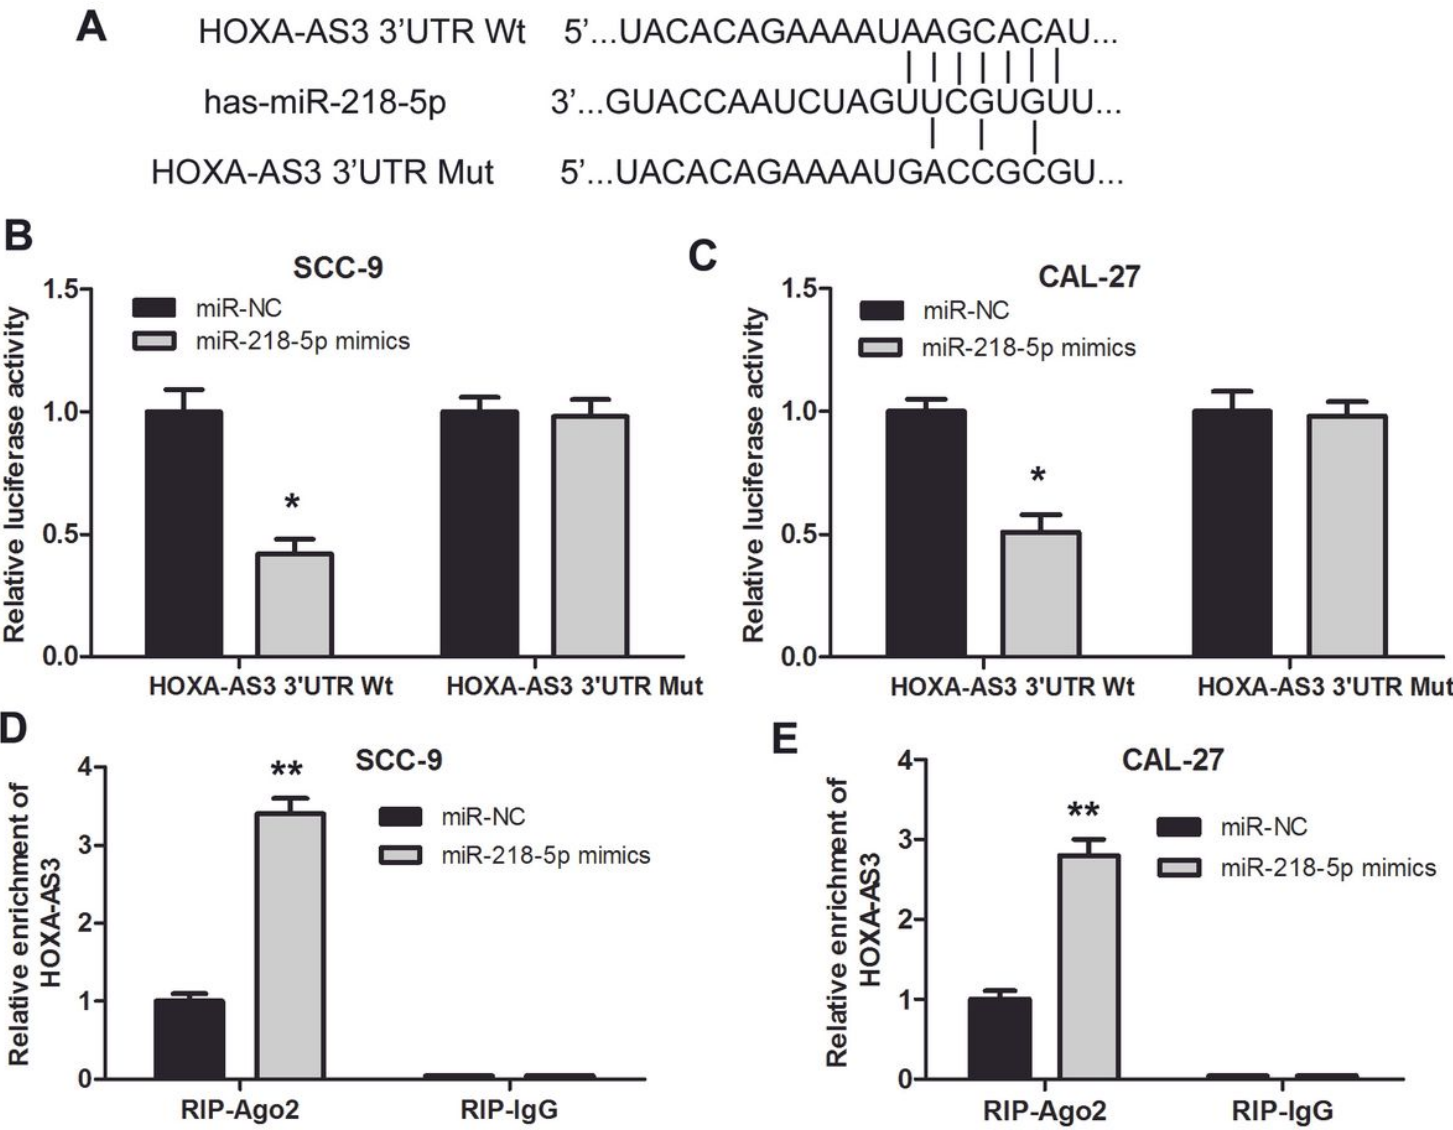 A
HOXA-AS3 3’UTR Wt 5’...UACACAGAAAAUAAGCACAU...
has-miR-218-5p 3’...GUACCAAUCUAGUUCGUGUU...
HOXA-AS3 3’UTR Mut 5’...UACACAGAAAAUGACCGCGU...
B
SCC-9
Relative luciferase activity
1.5
1.0
0.5
0.0
miR-NC
miR-218-5p mimics
*
HOXA-AS3 3'UTR Wt HOXA-AS3 3'UTR Mut
C
CAL-27
Relative luciferase activity
1.5
1.0
0.5
0.0
miR-NC
miR-218-5p mimics
*
HOXA-AS3 3'UTR Wt HOXA-AS3 3'UTR Mut
D
SCC-9
Relative enrichment of
HOXA-AS3
4
3
2
1
0
**
miR-NC
miR-218-5p mimics
RIP-Ago2 RIP-IgG
E
CAL-27
Relative enrichment of
HOXA-AS3
4
3
2
1
0
**
miR-NC
miR-218-5p mimics
RIP-Ago2 RIP-IgG